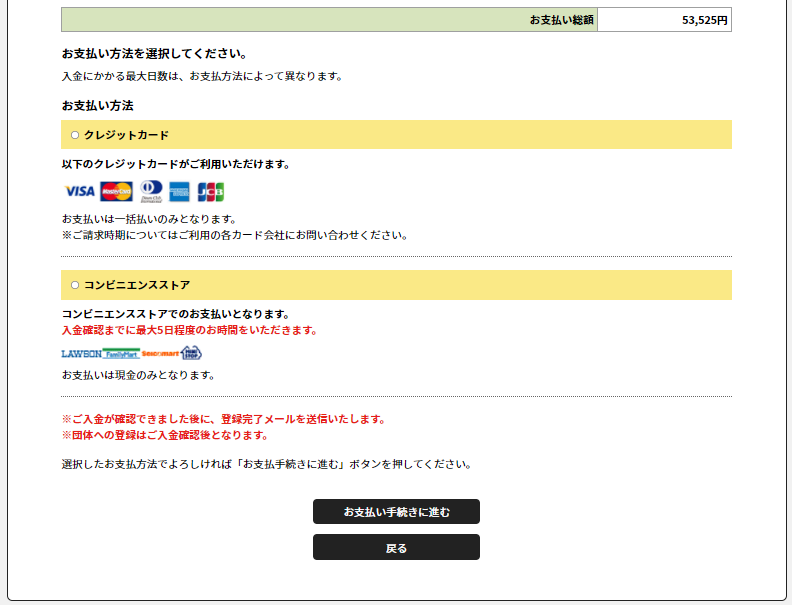 お支払い総額 53,525円
お支払い方法を選択してください。
入金にかかる最大日数は、お支払方法によって異なります。
お支払い方法
クレジットカード
以下のクレジットカードがご利用いただけます。
VISA MasterCard Diners Club JCB
お支払いは一括払いのみとなります。
※ご請求時期についてはご利用の各カード会社にお問い合わせください。
コンビニエンスストア
コンビニエンスストアでのお支払いとなります。
入金確認までに最大5日程度のお時間をいただきます。
LAWSON FamilyMart Seicomart MINI STOP
お支払いは現金のみとなります。
※ご入金が確認できました後に、登録完了メールを送信いたします。
※団体への登録はご入金確認後となります。
選択したお支払方法でよろしければ「お支払手続きに進む」ボタンを押してください。
お支払い手続きに進む
戻る